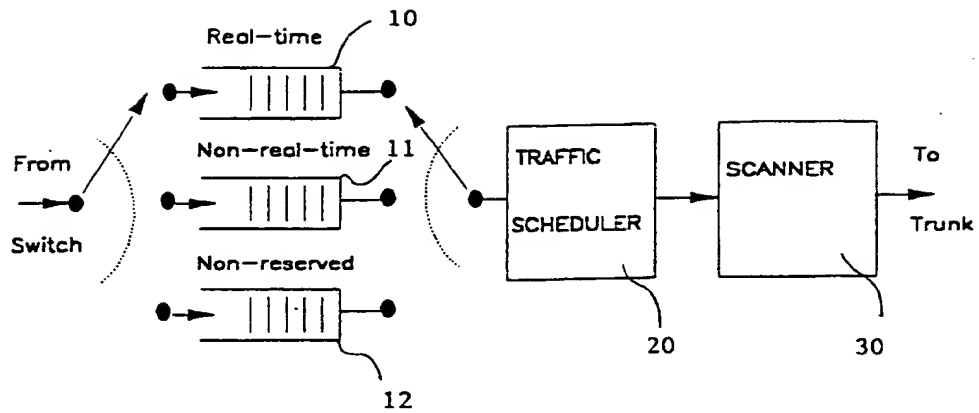 10
Real-time
Non-real-time
11
From
Switch
Non-reserved
12
TRAFFIC
SCHEDULER
20
SCANNER
30
To
Trunk